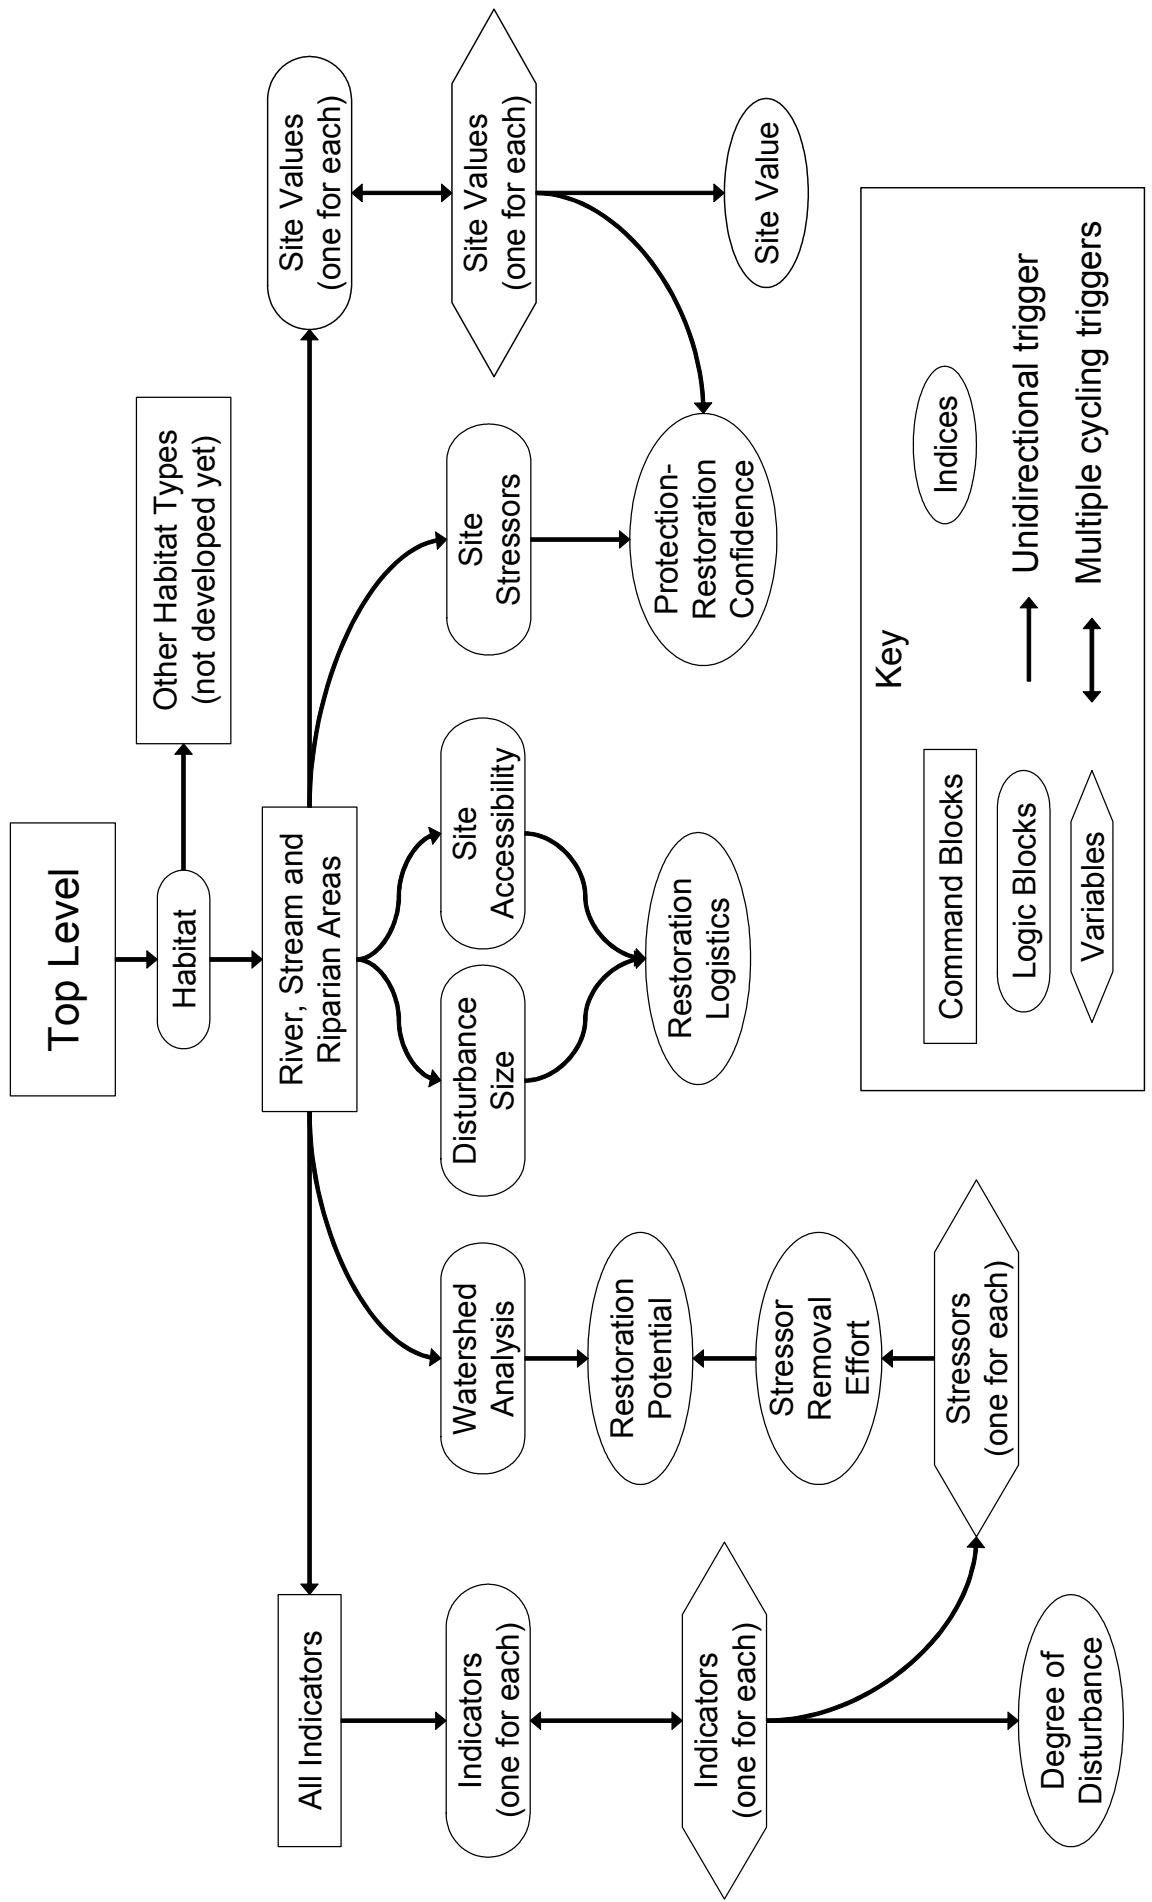 Top Level
Habitat
Other Habitat Types
(not developed yet)
River, Stream and
Riparian Areas
All Indicators
Indicators
(one for each)
Indicators
(one for each)
Degree of
Disturbance
Watershed
Analysis
Restoration
Potential
Stressor
Removal
Effort
Stressors
(one for each)
Disturbance
Size
Site
Accessibility
Restoration
Logistics
Site
Stressors
Protection-
Restoration
Confidence
Site Values
(one for each)
Site Values
(one for each)
Site Value
Key
Command Blocks
Logic Blocks
Variables
Indices
Unidirectional trigger
Multiple cycling triggers